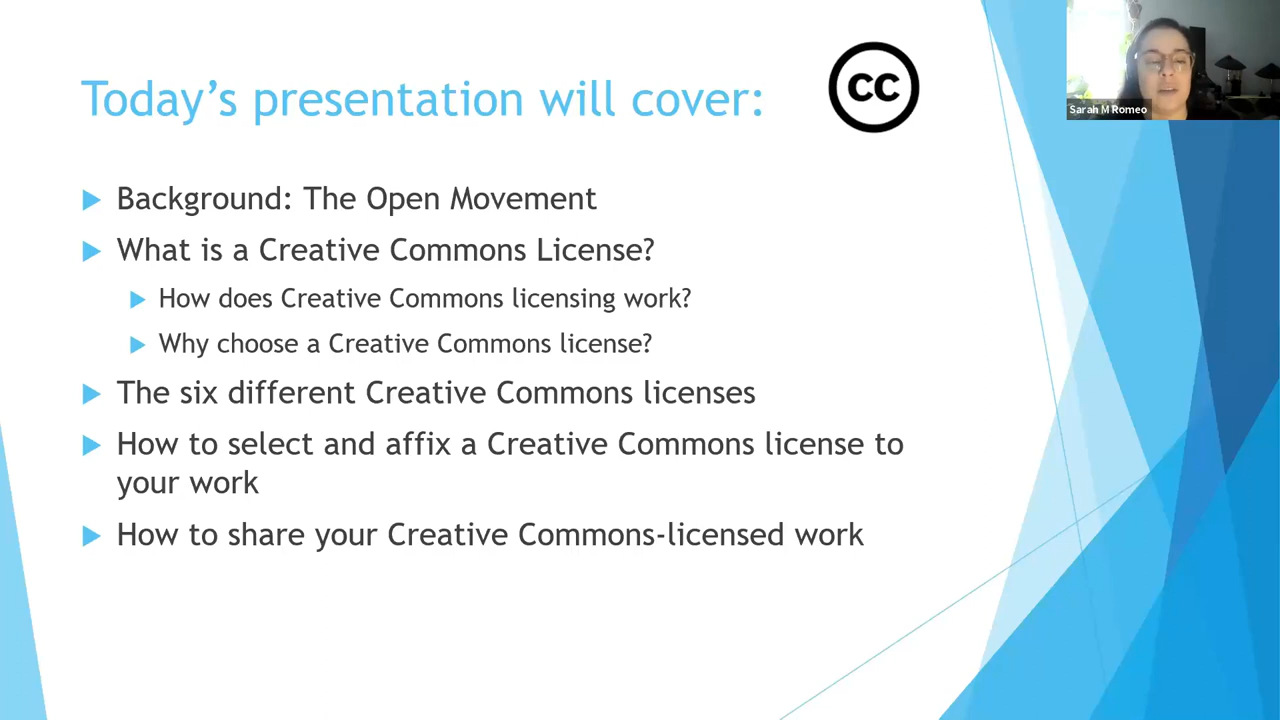 Today’s presentation will cover:
CC
Sarah M Romeo
Background: The Open Movement
What is a Creative Commons License?
How does Creative Commons licensing work?
Why choose a Creative Commons license?
The six different Creative Commons licenses
How to select and affix a Creative Commons license to
your work
How to share your Creative Commons-licensed work